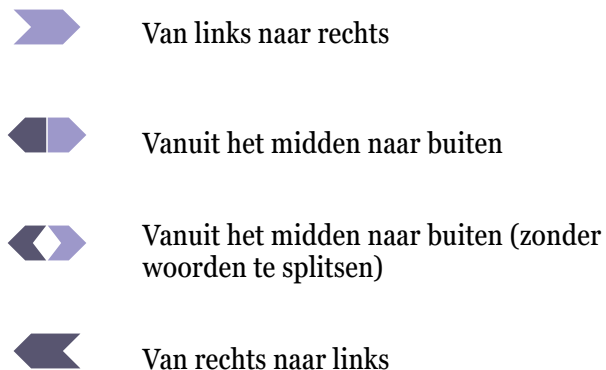 Van links naar rechts
Vanuit het midden naar buiten
Vanuit het midden naar buiten (zonder
woorden te splitsen)
Van rechts naar links